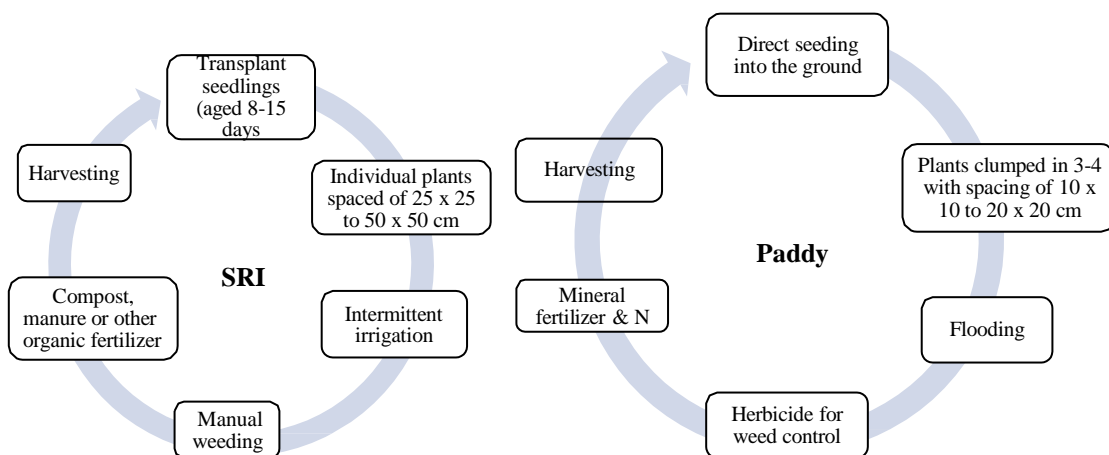 Transplant
seedlings
(aged 8-15
days
Individual plants
spaced of 25 x 25
to 50 x 50 cm
Intermittent
irrigation
Manual
weeding
Compost,
manure or other
organic fertilizer
Harvesting
SRI
Direct seeding
into the ground
Plants clumped in 3-4
with spacing of 10 x
10 to 20 x 20 cm
Flooding
Herbicide for
weed control
Mineral
fertilizer & N
Harvesting
Paddy